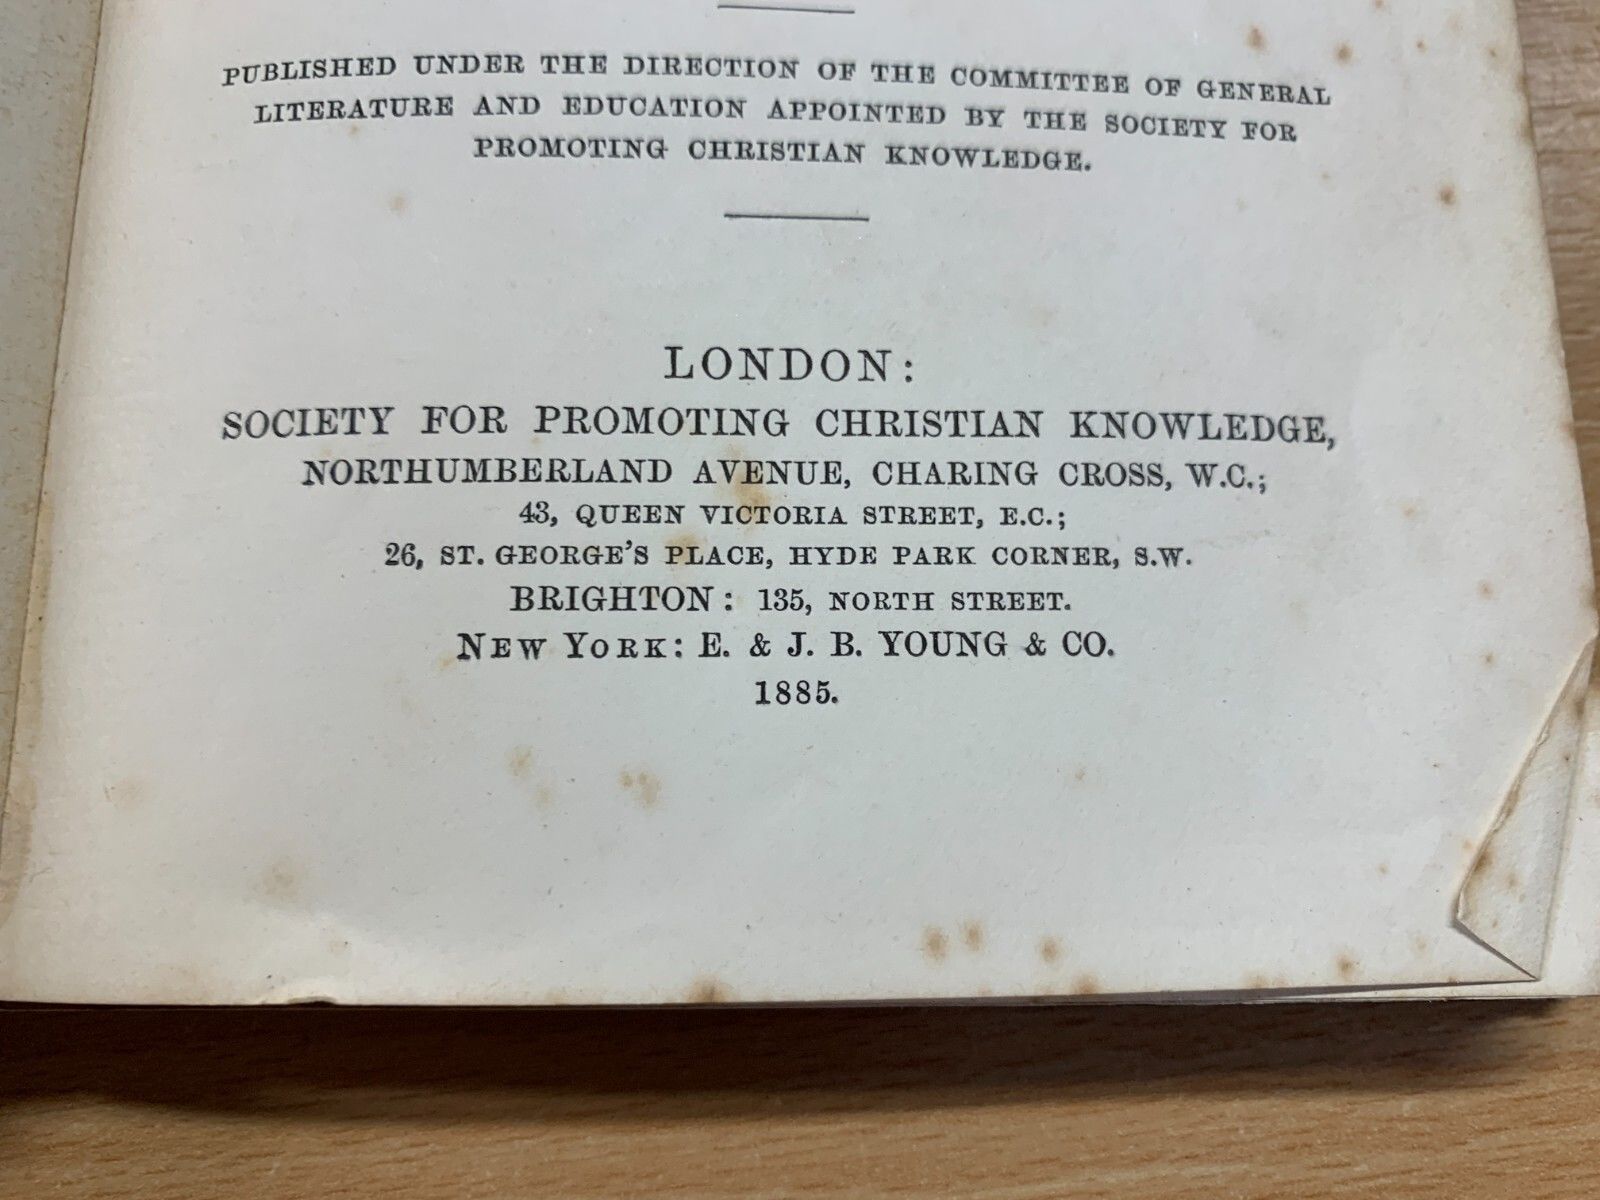 PUBLISHED UNDER THE DIRECTION OF THE COMMITTEE OF GENERAL
LITERATURE AND EDUCATION APPOINTED BY THE SOCIETY FOR
PROMOTING CHRISTIAN KNOWLEDGE.
LONDON:
SOCIETY FOR PROMOTING CHRISTIAN KNOWLEDGE,
NORTHUMBERLAND AVENUE, CHARING CROSS, W.C.;
43, QUEEN VICTORIA STREET, E.C.;
26, ST. GEORGE'S PLACE, HYDE PARK CORNER, S.W.
BRIGHTON: 135, NORTH STREET.
NEW YORK: E. & J. B. YOUNG & CO.
1885.